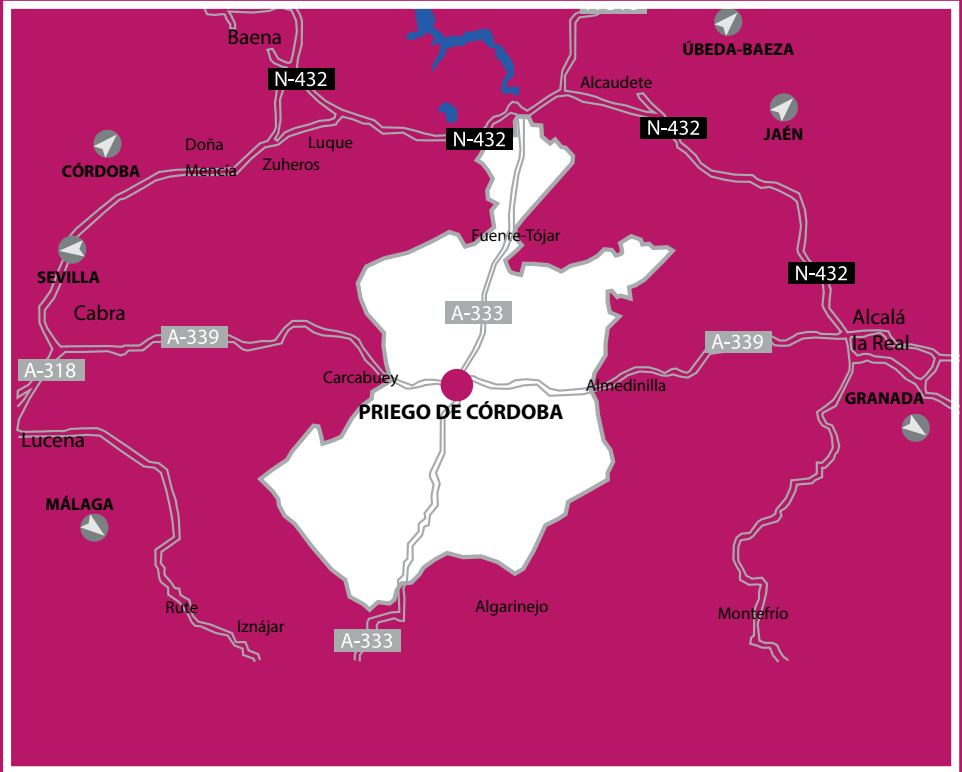 Baena
ÚBEDA-BAEZA
N-432
Alcaudete
N-432
JAÉN
N-432
Doña
Mencía
Luque
Zuheros
CÓRDOBA
Fuente-Tójar
SEVILLA
N-432
Cabra
A-333
Alcalá
la Real
A-339
A-339
A-318
Carcabuey
Almedinilla
GRANADA
PRIEGO DE CÓRDOBA
Lucena
MÁLAGA
Rute
Iznájar
Algarinejo
Montefrío
A-333